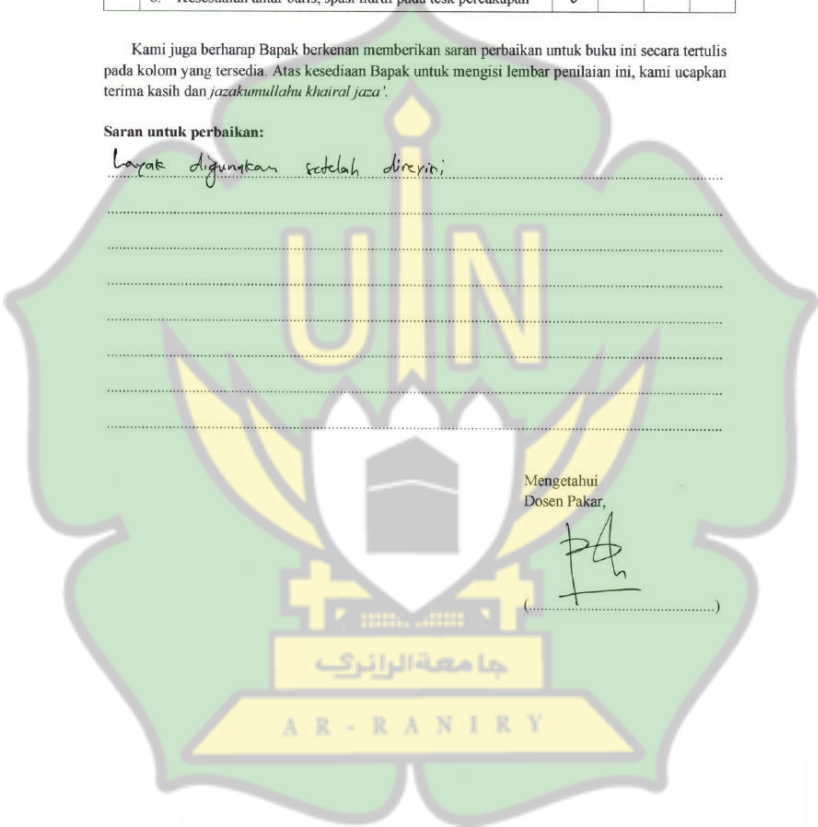 Kesesuaian antar baris, spasi huruf pada tesk percakapan
Kami juga berharap Bapak berkenan memberikan saran perbaikan untuk buku ini secara tertulis
pada kolom yang tersedia. Atas kesediaan Bapak untuk mengisi lembar penilaian ini, kami ucapkan
terima kasih dan jazakumullahu khairal jaza'.
Saran untuk perbaikan:
Layak digunakan setelah direvisi
UIN
Mengetahui
Dosen Pakar,
(........................................)
جامعة الرانري
AR-RANIRY